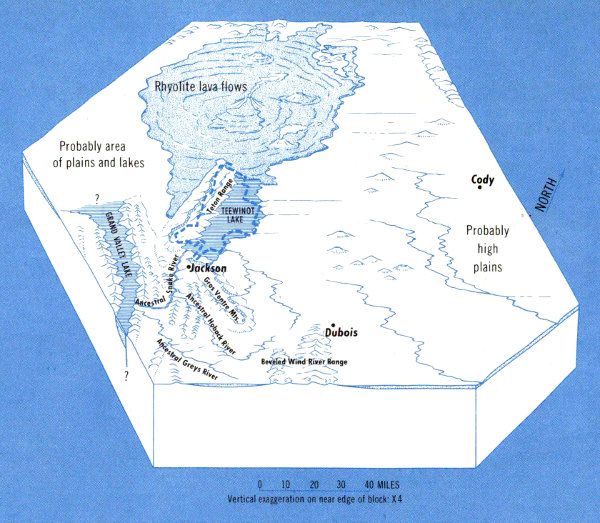 Rhyolite lava flows
Probably area
of plains and lakes
Cody
NORTH
?
Teton Range
TEEWINOT
LAKE
GRAND VALLEY LAKE
Probably
high
plains
Jackson
Ancestral Snake River
Gros Ventre Mts.
Ancestral Hoback River
Dubois
Ancestral Greys River
Beveled Wind River Range
?
0 10 20 30 40 MILES
Vertical exaggeration on near edge of block: X4